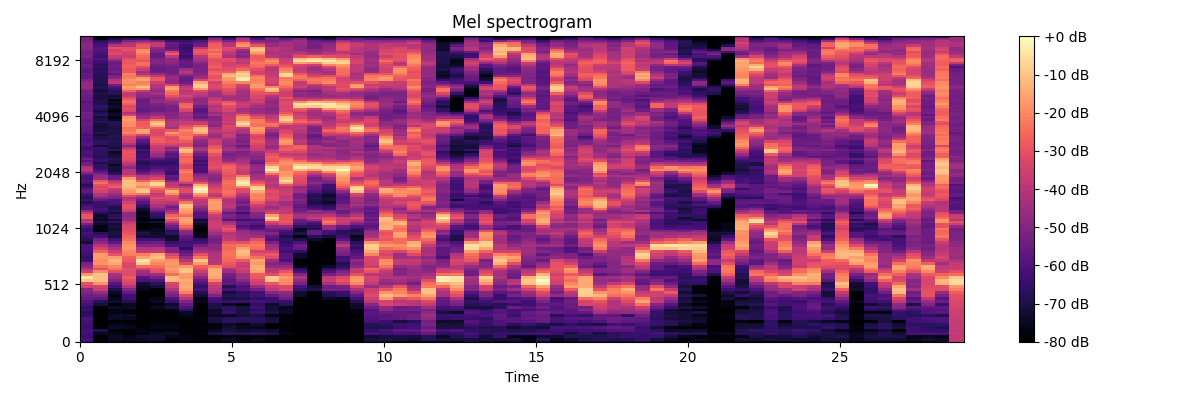 Mel spectrogram
Hz
8192
4096
2048
1024
512
0
0 5 10 15 20 25
Time
+0 dB
-10 dB
-20 dB
-30 dB
-40 dB
-50 dB
-60 dB
-70 dB
-80 dB